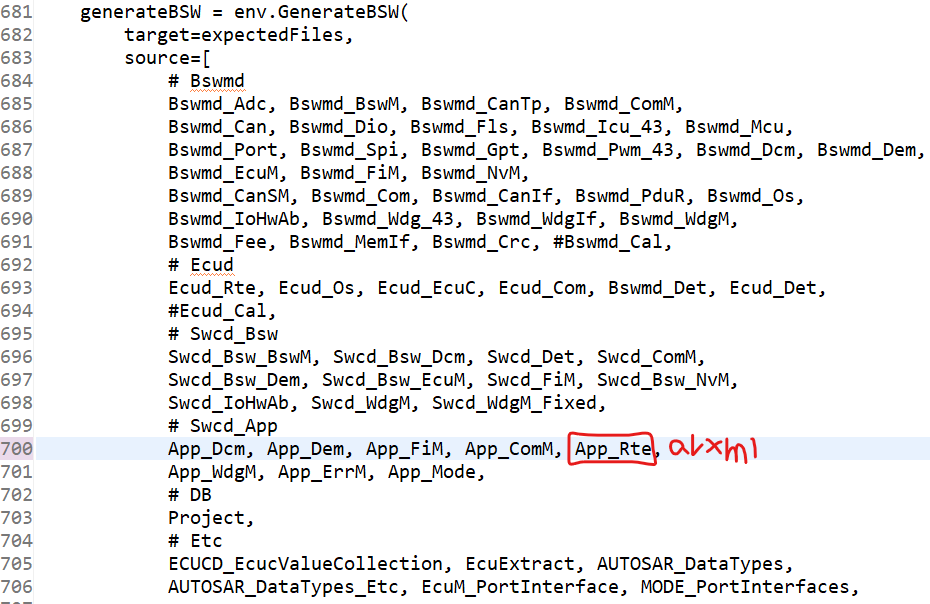 681 generateBSW = env.GenerateBSW(
682 target=expectedFiles,
683 source=[
684 # Bswmd
685 Bswmd_Adc, Bswmd_BswM, Bswmd_CanTp, Bswmd_ComM,
686 Bswmd_Can, Bswmd_Dio, Bswmd_Fls, Bswmd_Icu_43, Bswmd_Mcu,
687 Bswmd_Port, Bswmd_Spi, Bswmd_Gpt, Bswmd_Pwm_43, Bswmd_Dcm, Bswmd_Dem,
688 Bswmd_EcuM, Bswmd_FiM, Bswmd_NvM,
689 Bswmd_CanSM, Bswmd_Com, Bswmd_CanIf, Bswmd_PduR, Bswmd_Os,
690 Bswmd_IoHwAb, Bswmd_Wdg_43, Bswmd_WdgIf, Bswmd_WdgM,
691 Bswmd_Fee, Bswmd_MemIf, Bswmd_Crc, #Bswmd_Cal,
692 # Ecud
693 Ecud_Rte, Ecud_Os, Ecud_EcuC, Ecud_Com, Bswmd_Det, Ecud_Det,
694 #Ecud_Cal,
695 # Swcd_Bsw
696 Swcd_Bsw_BswM, Swcd_Bsw_Dcm, Swcd_Det, Swcd_ComM,
697 Swcd_Bsw_Dem, Swcd_Bsw_EcuM, Swcd_FiM, Swcd_Bsw_NvM,
698 Swcd_IoHwAb, Swcd_WdgM, Swcd_WdgM_Fixed,
699 # Swcd_App
700 App_Dcm, App_Dem, App_FiM, App_ComM, App_Rte, arxml
701 App_WdgM, App_ErrM, App_Mode,
702 # DB
703 Project,
704 # Etc
705 ECUCD_EcucValueCollection, EcuExtract, AUTOSAR_DataTypes,
706 AUTOSAR_DataTypes_Etc, EcuM_PortInterface, MODE_PortInterfaces,